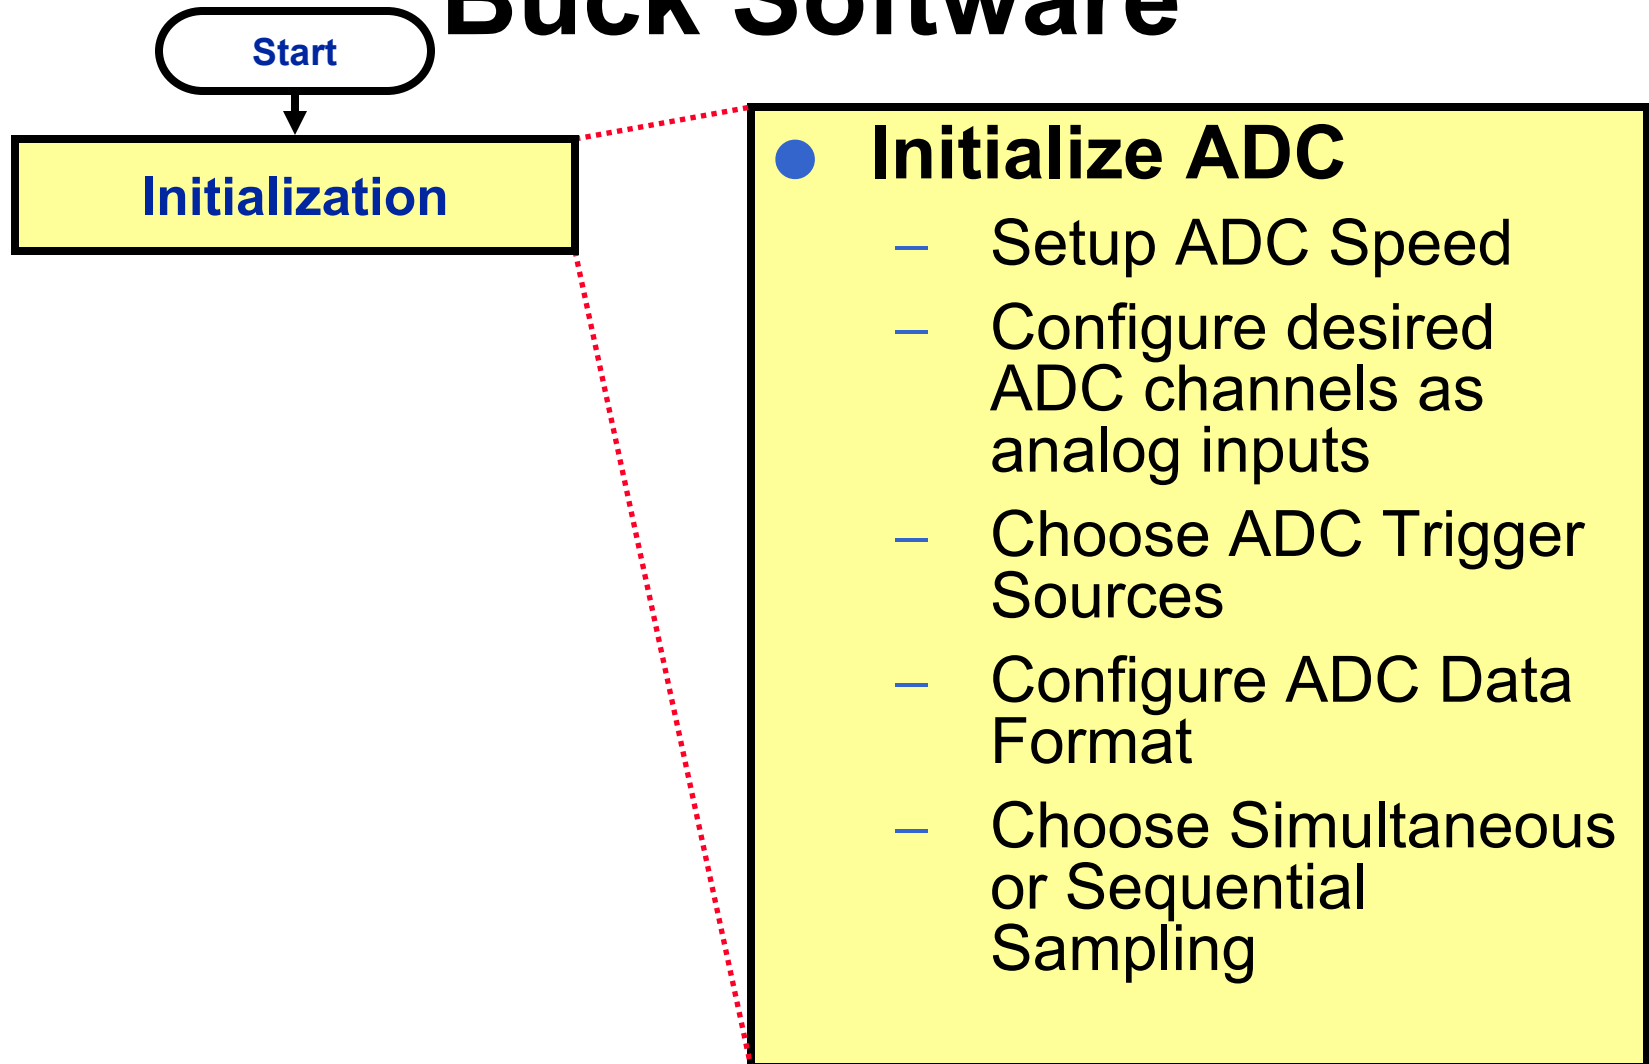 Buck Software
Start
Initialization
Initialize ADC
– Setup ADC Speed
– Configure desired
ADC channels as
analog inputs
– Choose ADC Trigger
Sources
– Configure ADC Data
Format
– Choose Simultaneous
or Sequential
Sampling